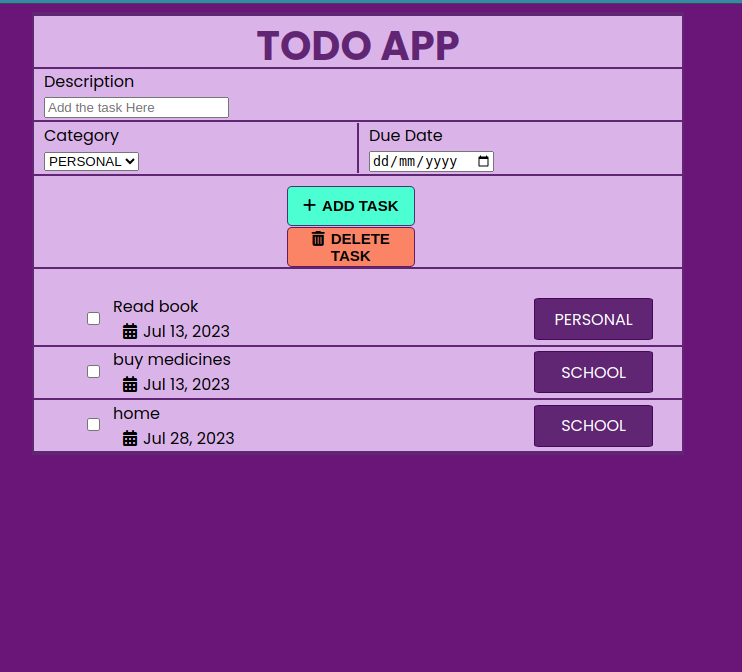 TODO APP
Description
Add the task Here
Category
Due Date
PERSONAL
dd/mm/yyyy
ADD TASK
DELETE
TASK
Read book
Jul 13, 2023
PERSONAL
buy medicines
Jul 13, 2023
SCHOOL
home
Jul 28, 2023
SCHOOL